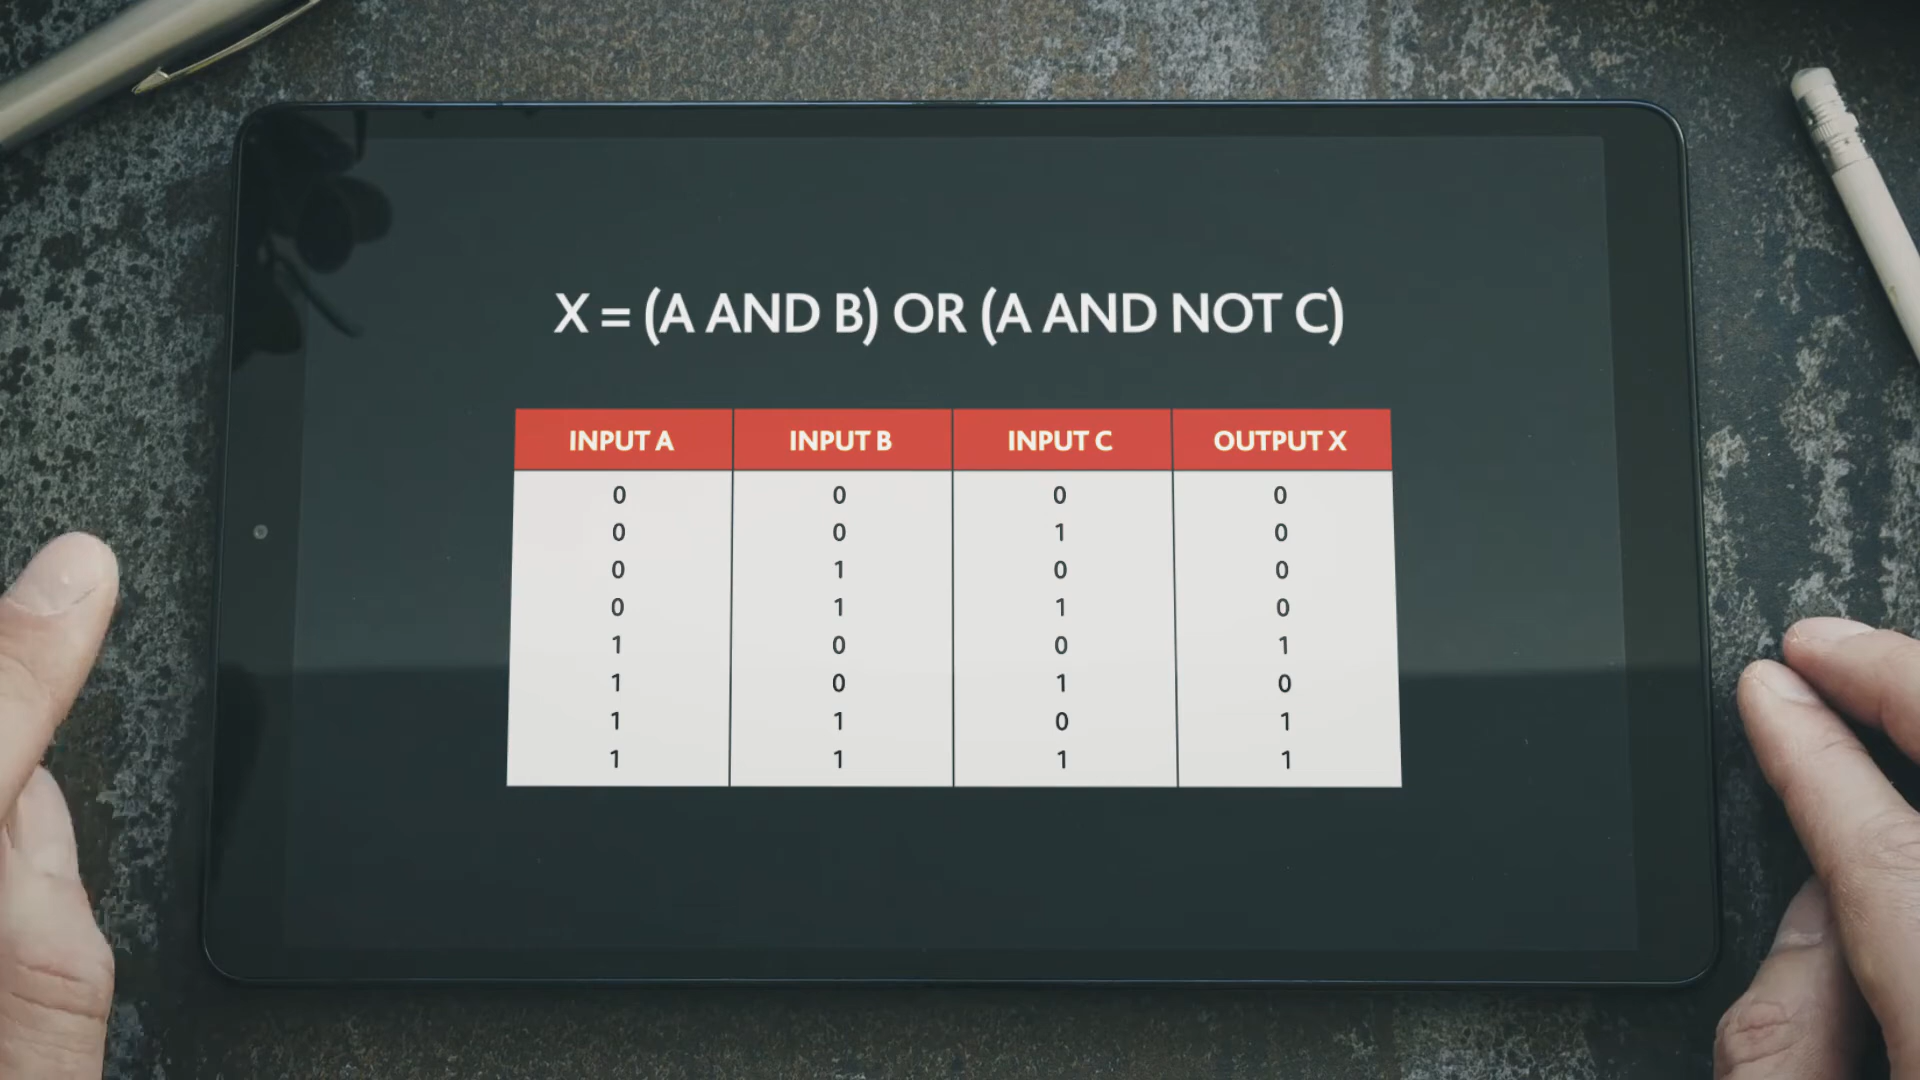 X = (A AND B) OR (A AND NOT C)
INPUT A INPUT B INPUT C OUTPUT X
0 0 0 0
0 0 1 0
0 1 0 0
0 1 1 0
1 0 0 1
1 0 1 0
1 1 0 1
1 1 1 1